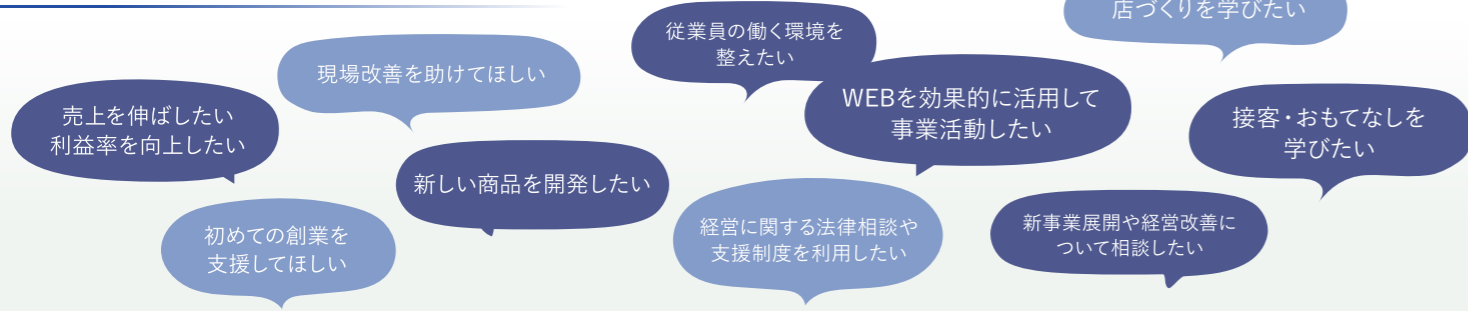 店づくりを学びたい
従業員の働く環境を
整えたい
現場改善を助けてほしい
WEBを効果的に活用して
事業活動したい
売上を伸ばしたい
利益率を向上したい
接客・おもてなしを
学びたい
新しい商品を開発したい
初めての創業を
支援してほしい
経営に関する法律相談や
支援制度を利用したい
新事業展開や経営改善に
ついて相談したい